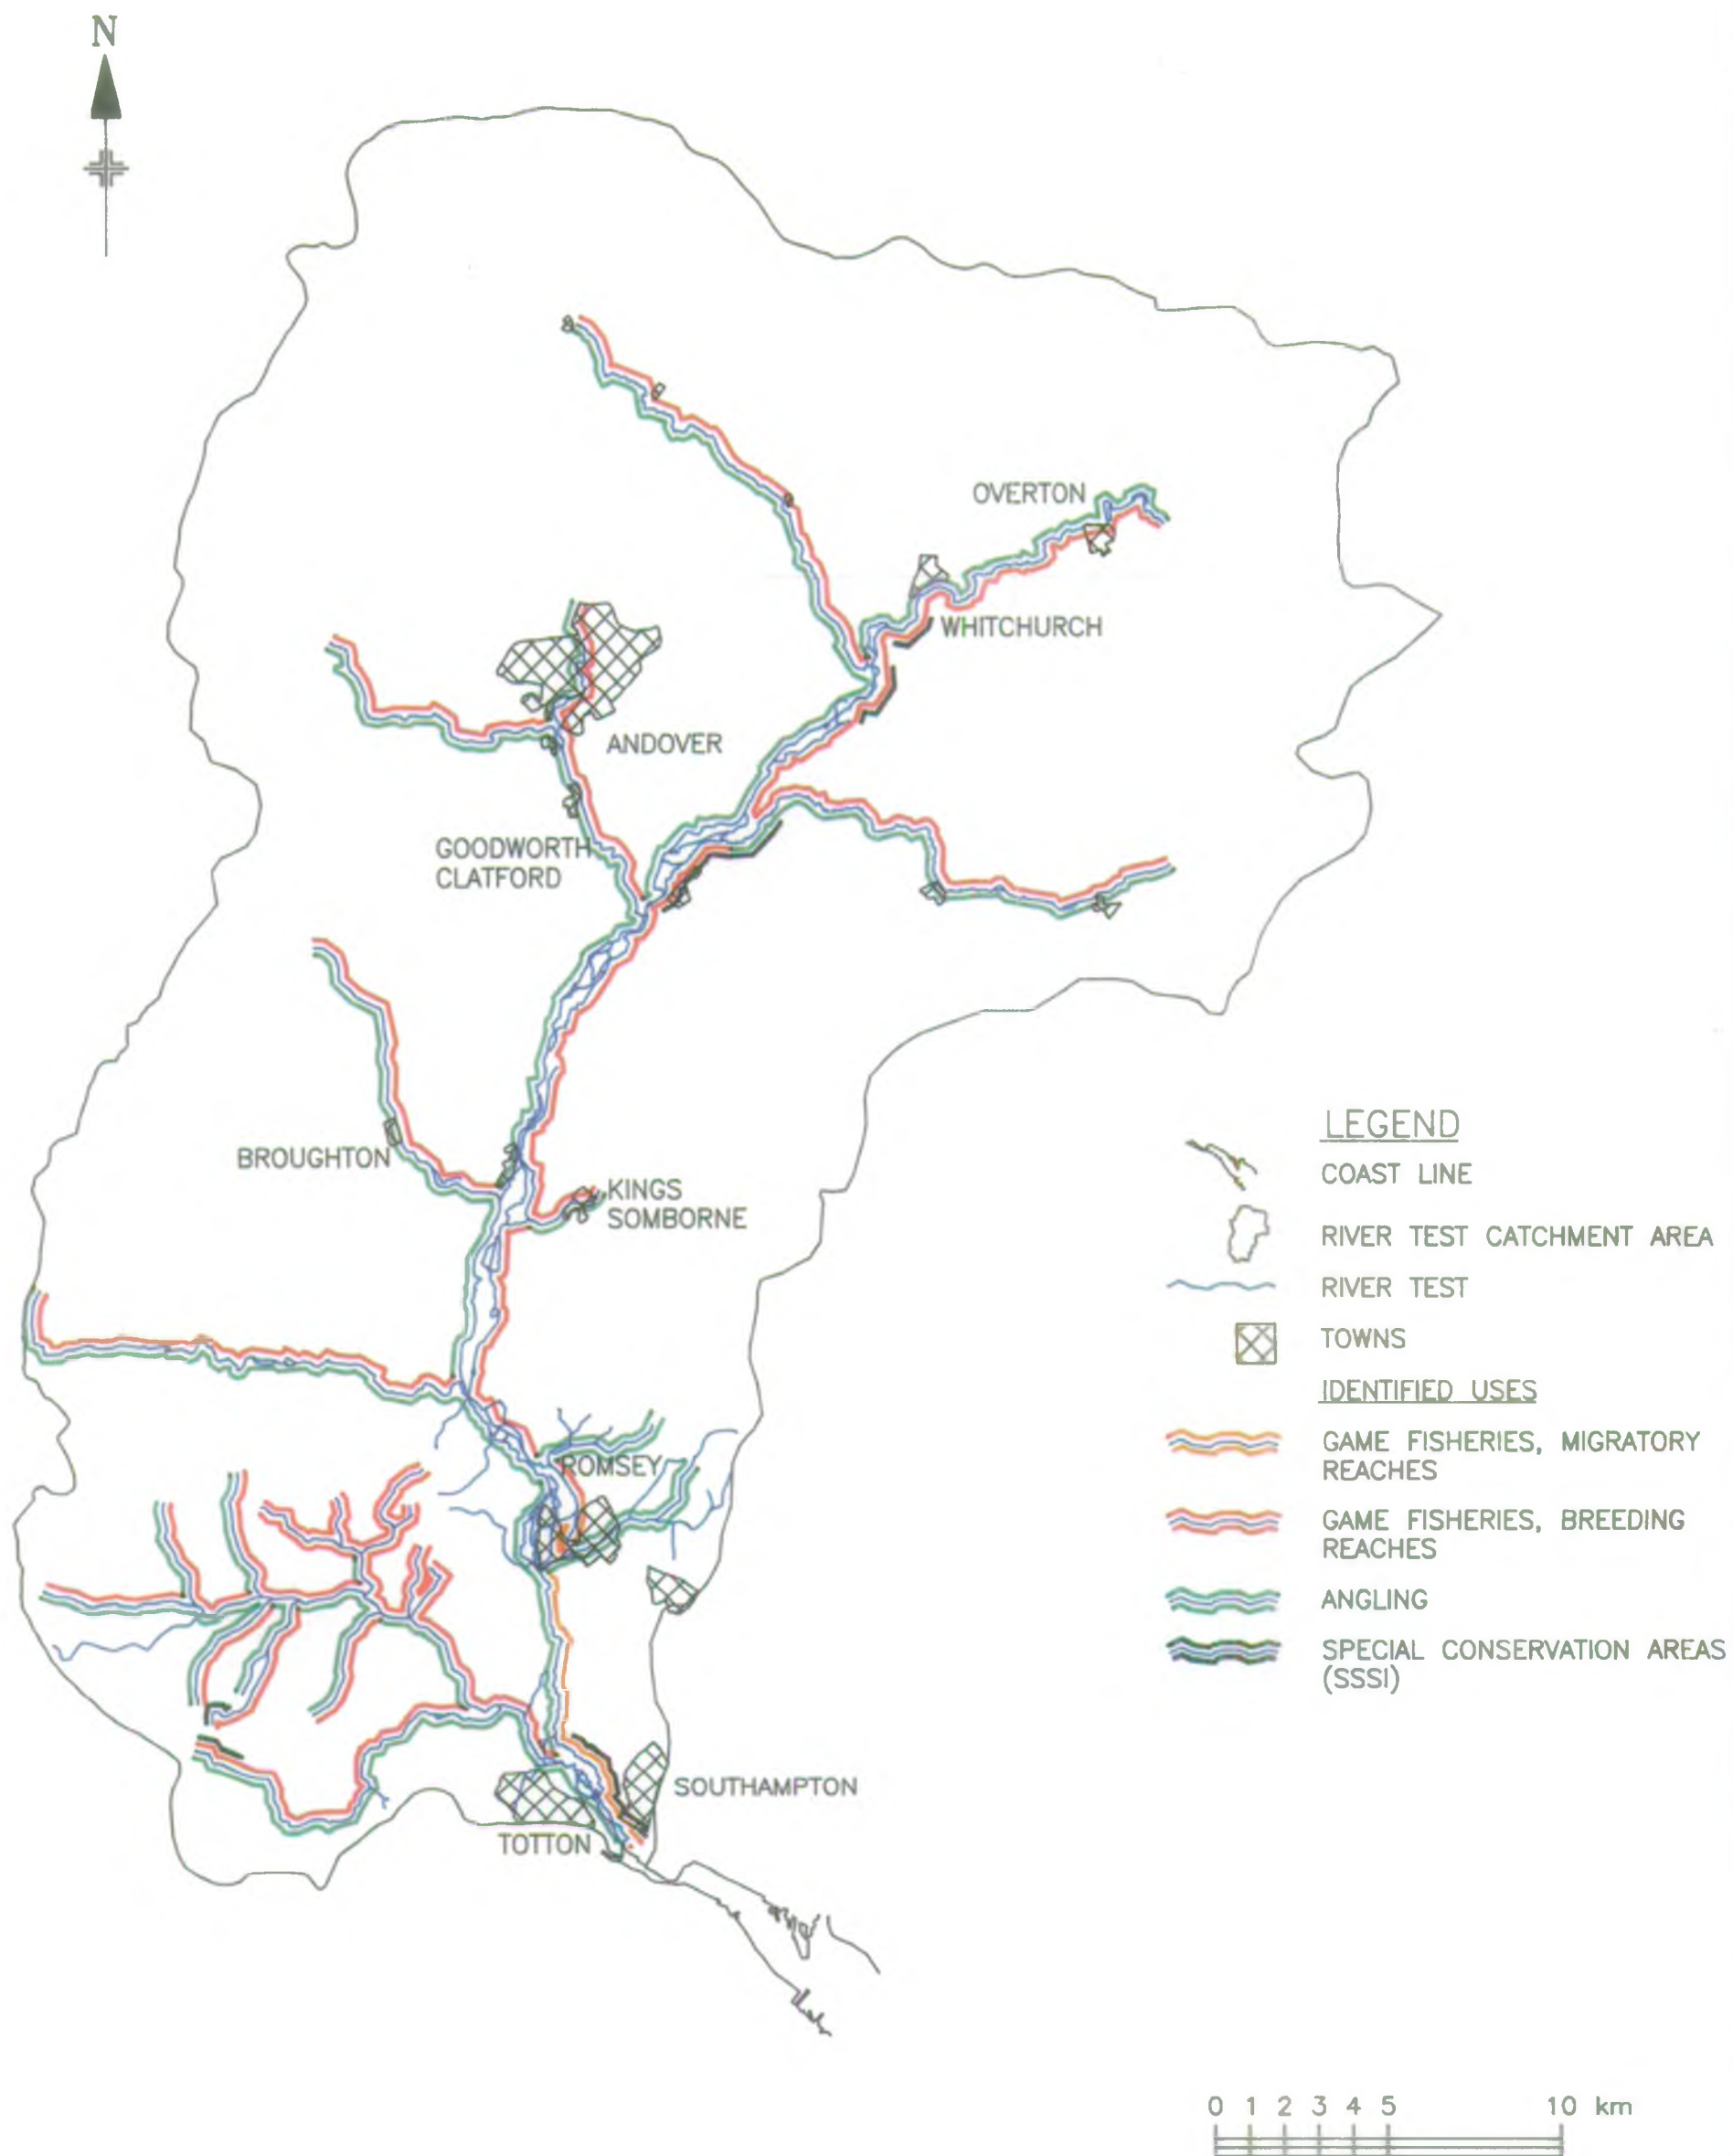 N
OVERTON
WHITCHURCH
ANDOVER
GOODWORTH
CLATFORD
BROUGHTON
KINGS
SOMBORNE
ROMSEY
SOUTHAMPTON
TOTTON
LEGEND
COAST LINE
RIVER TEST CATCHMENT AREA
RIVER TEST
TOWNS
IDENTIFIED USES
GAME FISHERIES, MIGRATORY
REACHES
GAME FISHERIES, BREEDING
REACHES
ANGLING
SPECIAL CONSERVATION AREAS
(SSSI)
0 1 2 3 4 5 10 km